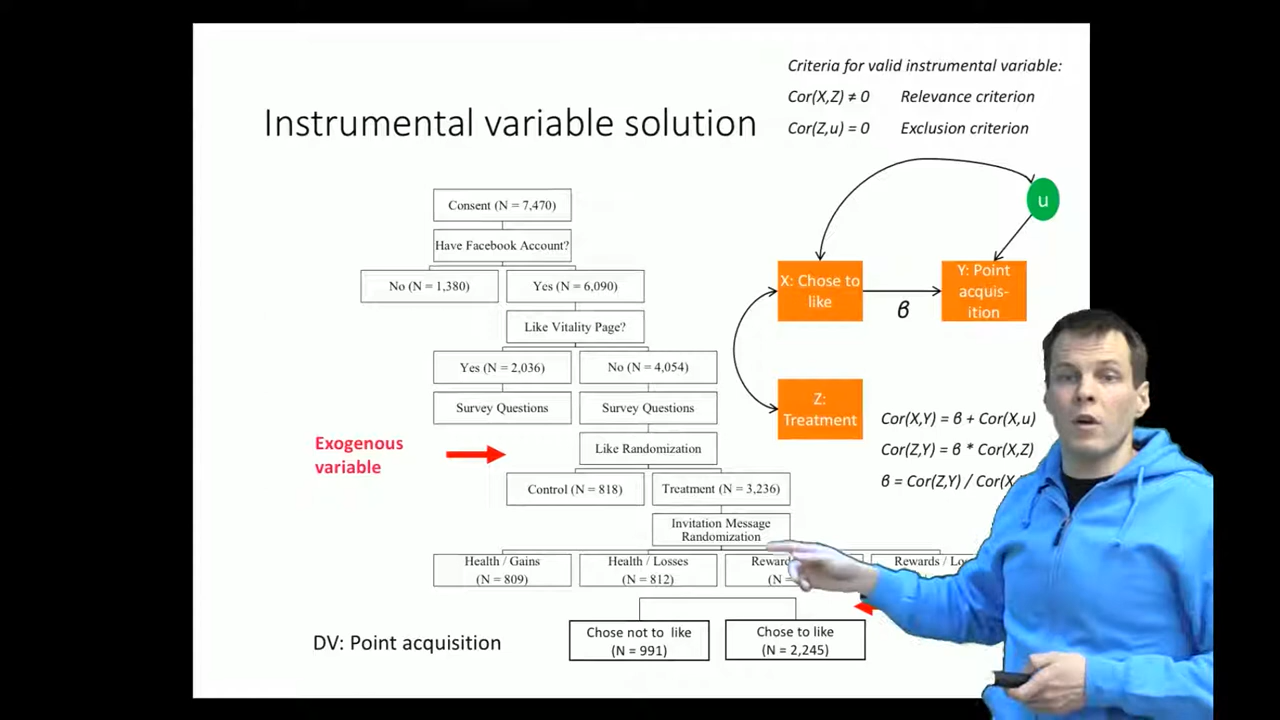 Criteria for valid instrumental variable:
Cor(X,Z) ≠ 0 Relevance criterion
Cor(Z,u) = 0 Exclusion criterion
Instrumental variable solution
Consent (N = 7,470)
Have Facebook Account?
No (N = 1,380) Yes (N = 6,090)
Like Vitality Page?
Yes (N = 2,036) No (N = 4,054)
Survey Questions Survey Questions
Exogenous
variable
Like Randomization
Control (N = 818) Treatment (N = 3,236)
Invitation Message
Randomization
Health / Gains Health / Losses Rewards / Lo
(N = 809) (N = 812) (N =
Chose not to like
(N = 991)
Chose to like
(N = 2,245)
DV: Point acquisition
u
X: Chose to
like
β
Y: Point
acquis-
ition
Z:
Treatment
Cor(X,Y) = β + Cor(X,u)
Cor(Z,Y) = β * Cor(X,Z)
β = Cor(Z,Y) / Cor(X,